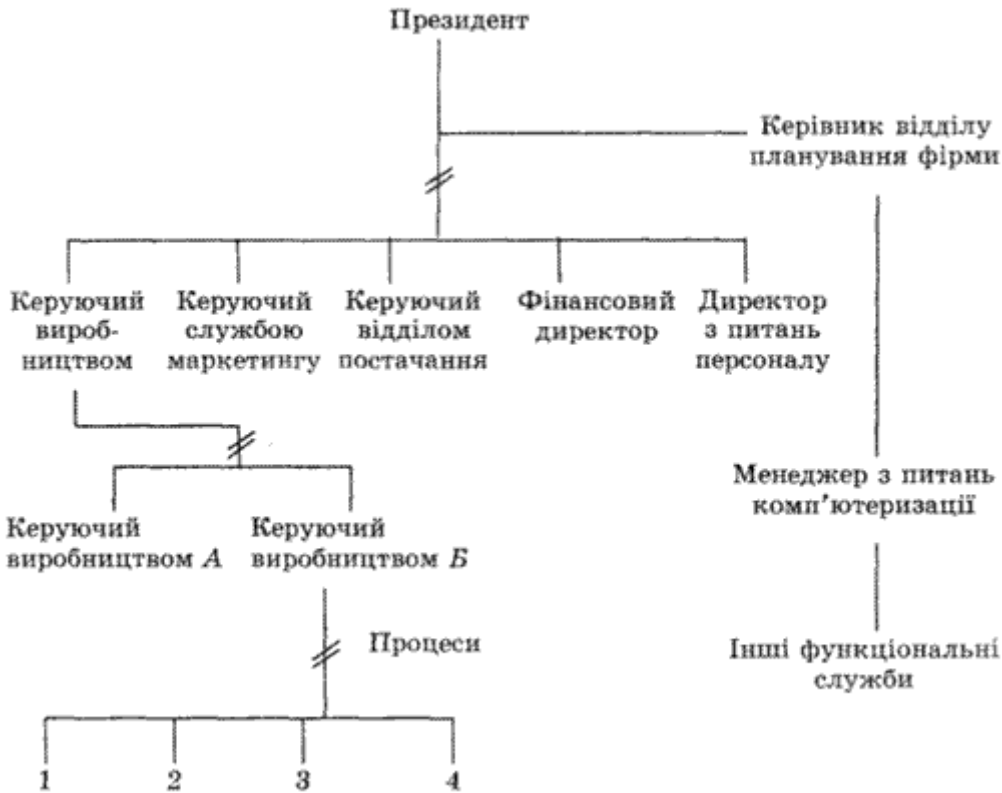 Президент
Керівник відділу
планування фірми
Керуючий
вироб-
ництвом
Керуючий
службою
маркетингу
Керуючий
відділом
постачання
Фінансовий
директор
Директор
з питань
персоналу
Менеджер з питань
комп’ютеризації
Керуючий
виробництвом А
Керуючий
виробництвом Б
Процеси
Інші функціональні
служби
1 2 3 4